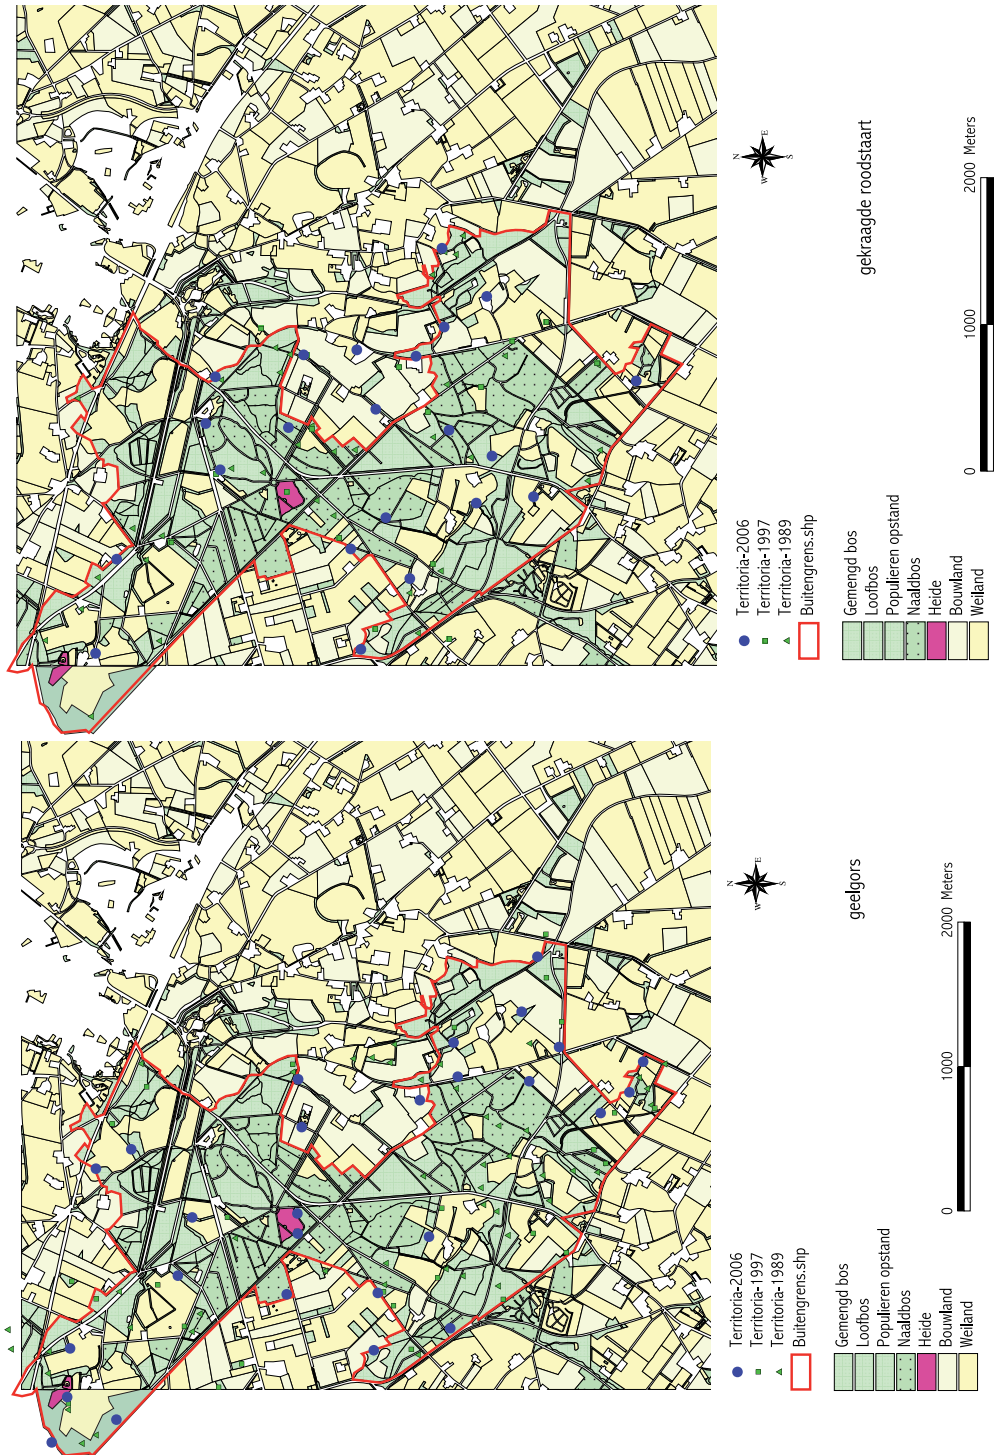 N
W
E
S
gekraagde roodstaart
Territoria-2006
Territoria-1997
Territoria-1989
Buitengrens.shp
Gemengd bos
Loofbos
Populieren opstand
Naaldbos
Heide
Bouwland
Weiland
0
1000
2000 Meters
N
W
E
S
geelgors
Territoria-2006
Territoria-1997
Territoria-1989
Buitengrens.shp
Gemengd bos
Loofbos
Populieren opstand
Naaldbos
Heide
Bouwland
Weiland
0
1000
2000 Meters